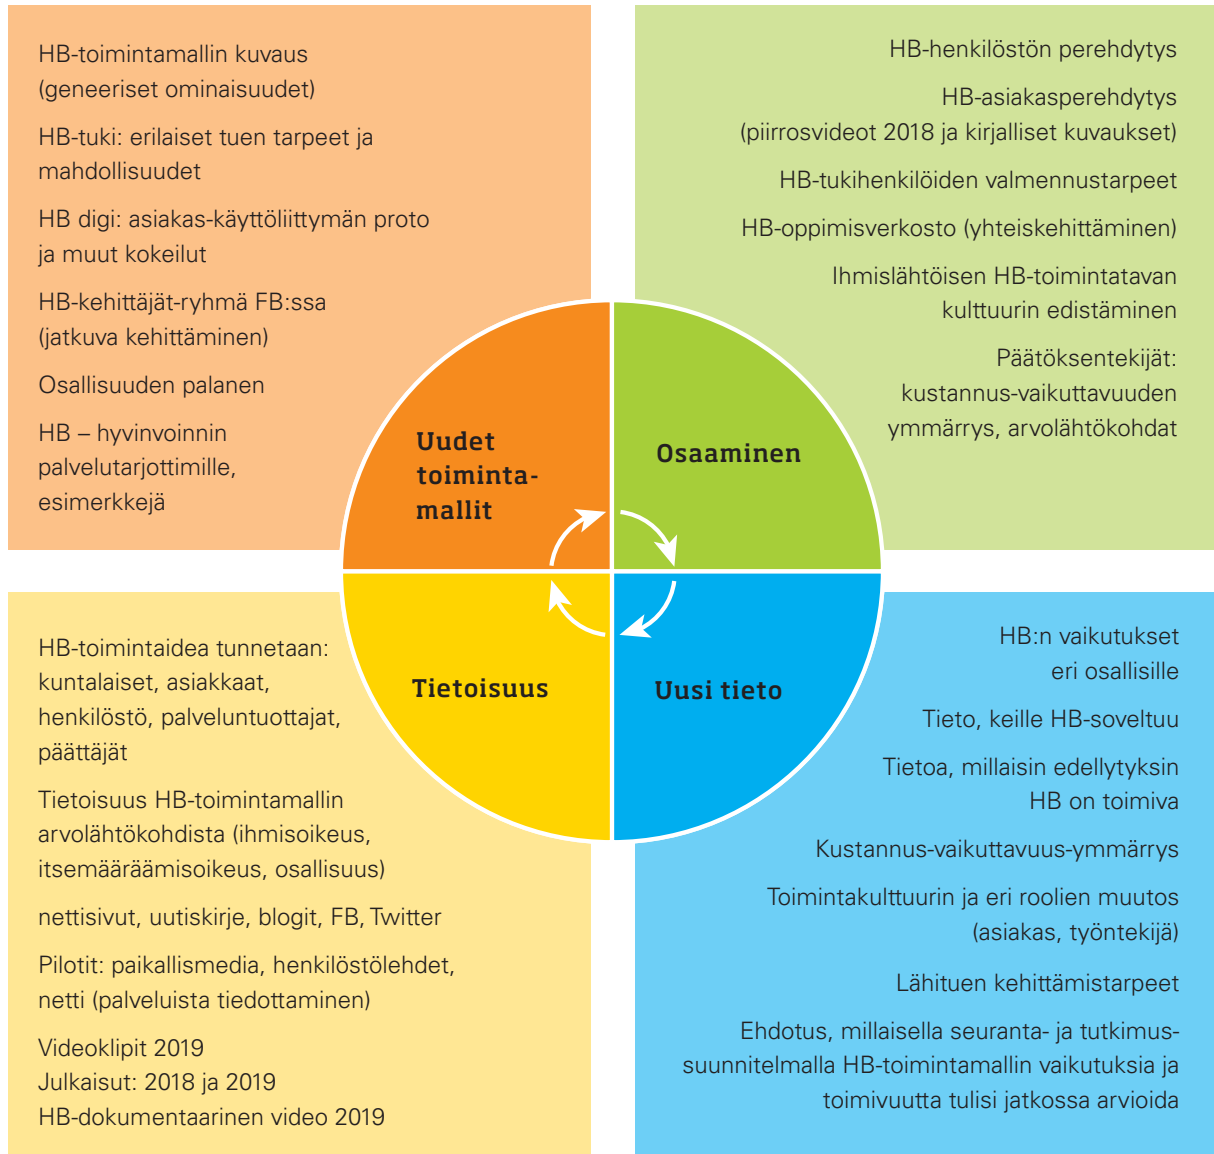 HB-toimintamallin kuvaus
(geneeriset ominaisuudet)
HB-tuki: erilaiset tuen tarpeet ja
mahdollisuudet
HB digi: asiakas-käyttöliittymän proto
ja muut kokeilut
HB-kehittäjät-ryhmä FB:ssa
(jatkuva kehittäminen)
Osallisuuden palanen
HB – hyvinvoinnin
palvelutarjottimille,
esimerkkejä
HB-henkilöstön perehdytys
HB-asiakasperehdytys
(piirrosvideot 2018 ja kirjalliset kuvaukset)
HB-tukihenkilöiden valmennustarpeet
HB-oppimisverkosto (yhteiskehittäminen)
Ihmislähtöisen HB-toimintatavan
kulttuurin edistäminen
Päätöksentekijät:
kustannus-vaikuttavuuden
ymmärrys, arvolähtökohdat
Uudet
toiminta-
mallit
Osaaminen
Tietoisuus
Uusi tieto
HB-toimintaidea tunnetaan:
kuntalaiset, asiakkaat,
henkilöstö, palveluntuottajat,
päättäjät
Tietoisuus HB-toimintamallin
arvolähtökohdista (ihmisoikeus,
itsemääräämisoikeus, osallisuus)
nettisivut, uutiskirje, blogit, FB, Twitter
Pilotit: paikallismedia, henkilöstölehdet,
netti (palveluista tiedottaminen)
Videoklipit 2019
Julkaisut: 2018 ja 2019
HB-dokumentaarinen video 2019
HB:n vaikutukset
eri osallisille
Tieto, keille HB-soveltuu
Tietoa, millaisin edellytyksin
HB on toimiva
Kustannus-vaikuttavuus-ymmärrys
Toimintakulttuurin ja eri roolien muutos
(asiakas, työntekijä)
Lähituen kehittämistarpeet
Ehdotus, millaisella seuranta- ja tutkimus-
suunnitelmalla HB-toimintamallin vaikutuksia ja
toimivuutta tulisi jatkossa arvioida